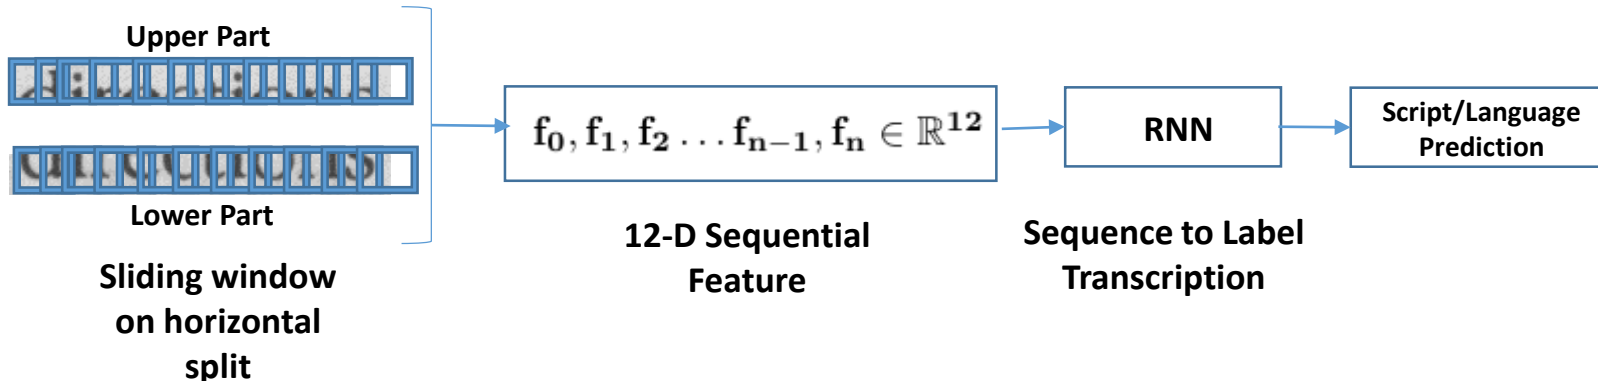 Upper Part
Lower Part
Sliding window
on horizontal
split
f₀, f₁, f₂ … fₙ₋₁, fₙ ∈ ℝ¹²
12-D Sequential
Feature
RNN
Sequence to Label
Transcription
Script/Language
Prediction